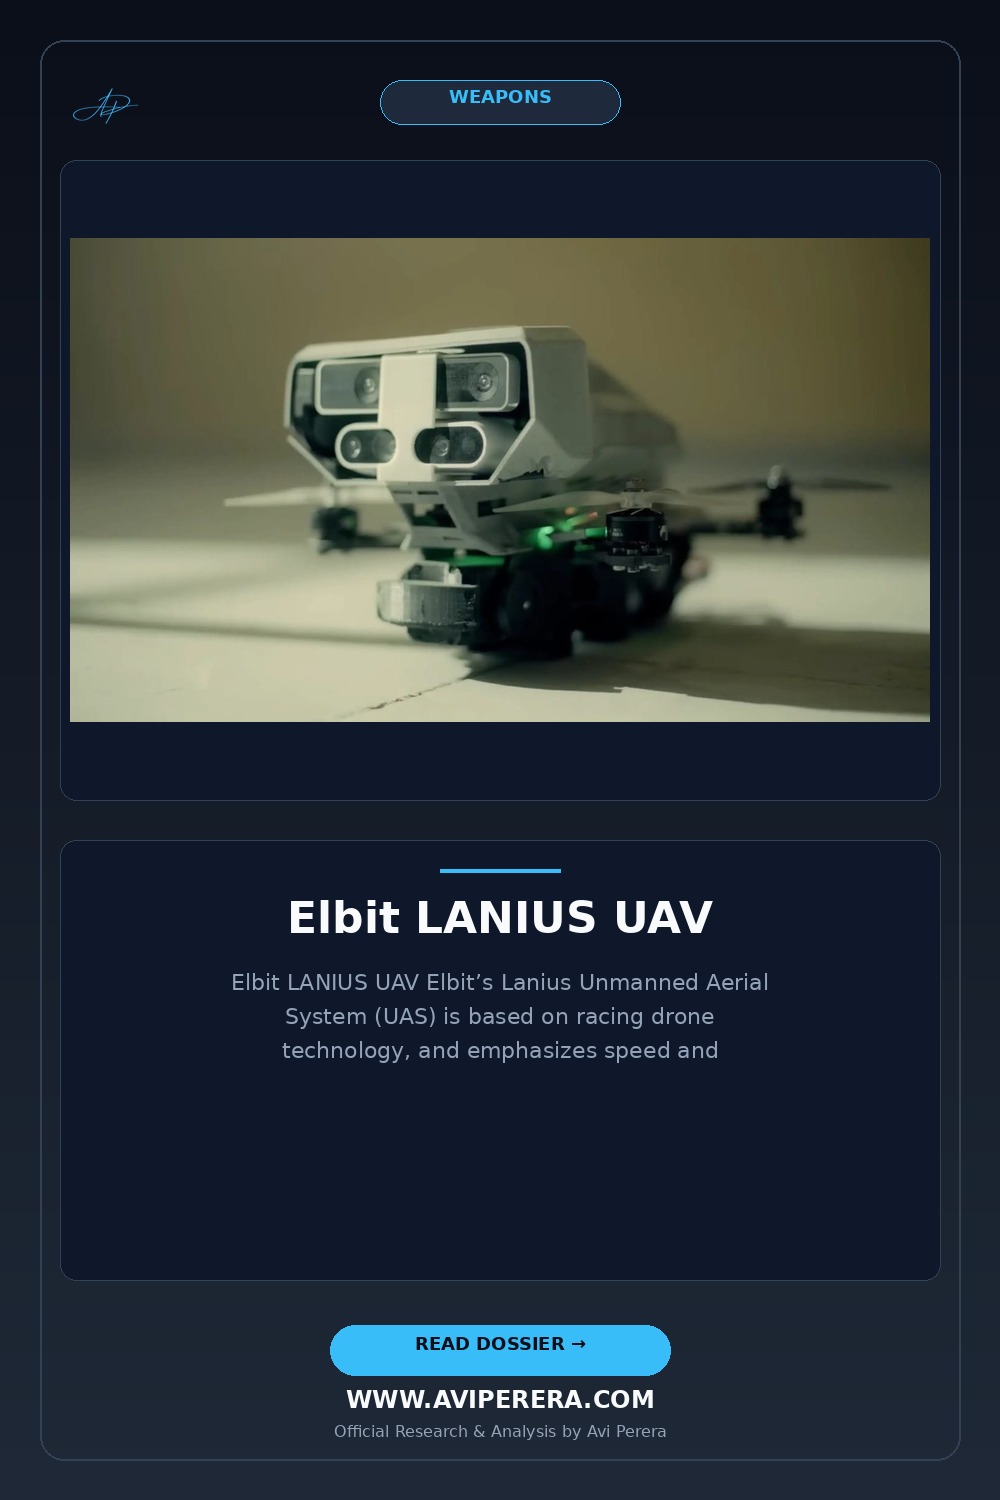 WEAPONS
Elbit LANIUS UAV
Elbit LANIUS UAV Elbit’s Lanius Unmanned Aerial
System (UAS) is based on racing drone
technology, and emphasizes speed and
READ DOSSIER →
WWW.AVIPERERA.COM
Official Research & Analysis by Avi Perera